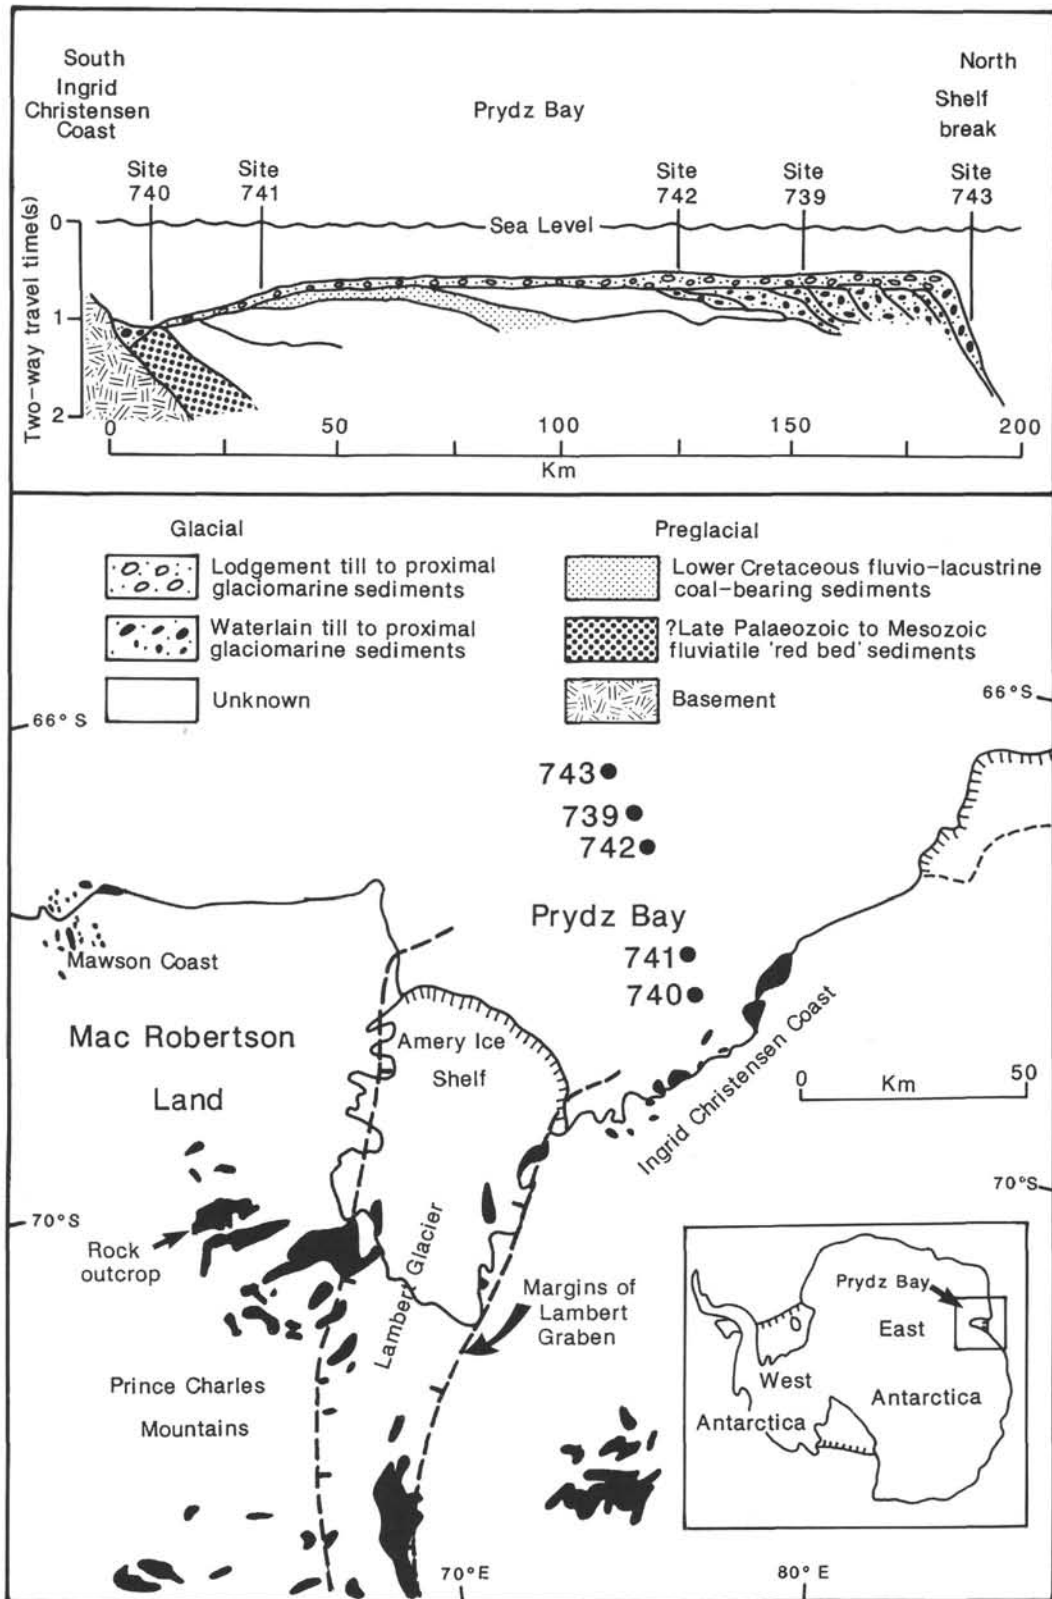 South
Ingrid
Christensen
Coast
North
Shelf
break
Prydz Bay
Site
740
Site
741
Site
742
Site
739
Site
743
Two-way travel time(s)
0
1
2
Sea Level
0
50
100
150
200
Km
Glacial
Lodgement till to proximal
glaciomarine sediments
Waterlain till to proximal
glaciomarine sediments
Unknown
Preglacial
Lower Cretaceous fluvio-lacustrine
coal-bearing sediments
?Late Palaeozoic to Mesozoic
fluviatile 'red bed' sediments
Basement
66°S
66°S
743
739
742
Prydz Bay
741
740
Mawson Coast
Mac Robertson
Land
Amery Ice
Shelf
Ingrid Christensen Coast
0
Km
50
70°S
70°S
Rock
outcrop
Lambert Glacier
Margins of
Lambert
Graben
Prince Charles
Mountains
Prydz Bay
East
West
Antarctica
Antarctica
70°E
80°E